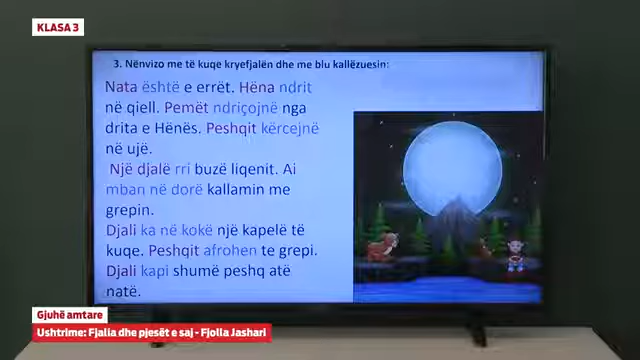 KLASA 3
3. Nënvizo me të kuqe kryefjalën dhe me blu kallëzuesin:
Nata është e errët. Hëna ndrit
në qiell. Pemët ndriçojnë nga
drita e Hënës. Peshqit kërcejnë
në ujë.
Një djalë rri buzë liqenit. Ai
mban në dorë kallamin me
grepin.
Djali ka në kokë një kapelë të
kuqe. Peshqit afrohen te grepi.
Djali kapi shumë peshq atë
natë.
Gjuhë amtare
Ushtrime: Fjalia dhe pjesët e saj - Fjolla Jashari